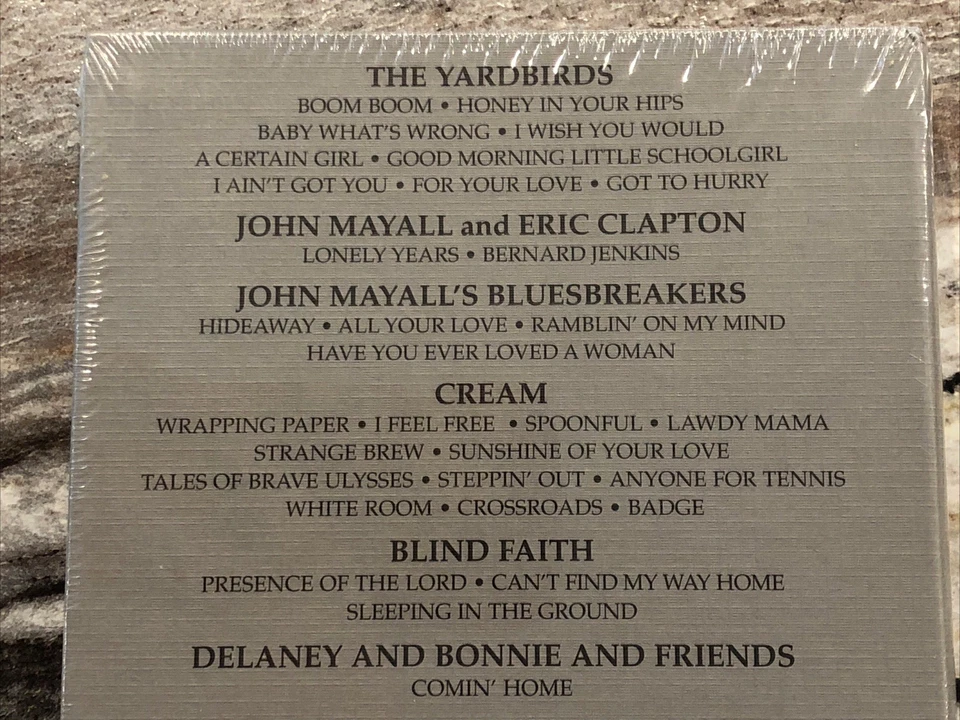 THE YARDBIRDS
BOOM BOOM • HONEY IN YOUR HIPS
BABY WHAT'S WRONG • I WISH YOU WOULD
A CERTAIN GIRL • GOOD MORNING LITTLE SCHOOLGIRL
I AIN'T GOT YOU • FOR YOUR LOVE • GOT TO HURRY
JOHN MAYALL and ERIC CLAPTON
LONELY YEARS • BERNARD JENKINS
JOHN MAYALL'S BLUESBREAKERS
HIDEAWAY • ALL YOUR LOVE • RAMBLIN' ON MY MIND
HAVE YOU EVER LOVED A WOMAN
CREAM
WRAPPING PAPER • I FEEL FREE • SPOONFUL • LAWDY MAMA
STRANGE BREW • SUNSHINE OF YOUR LOVE
TALES OF BRAVE ULYSSES • STEPPIN' OUT • ANYONE FOR TENNIS
WHITE ROOM • CROSSROADS • BADGE
BLIND FAITH
PRESENCE OF THE LORD • CAN'T FIND MY WAY HOME
SLEEPING IN THE GROUND
DELANEY AND BONNIE AND FRIENDS
COMIN' HOME